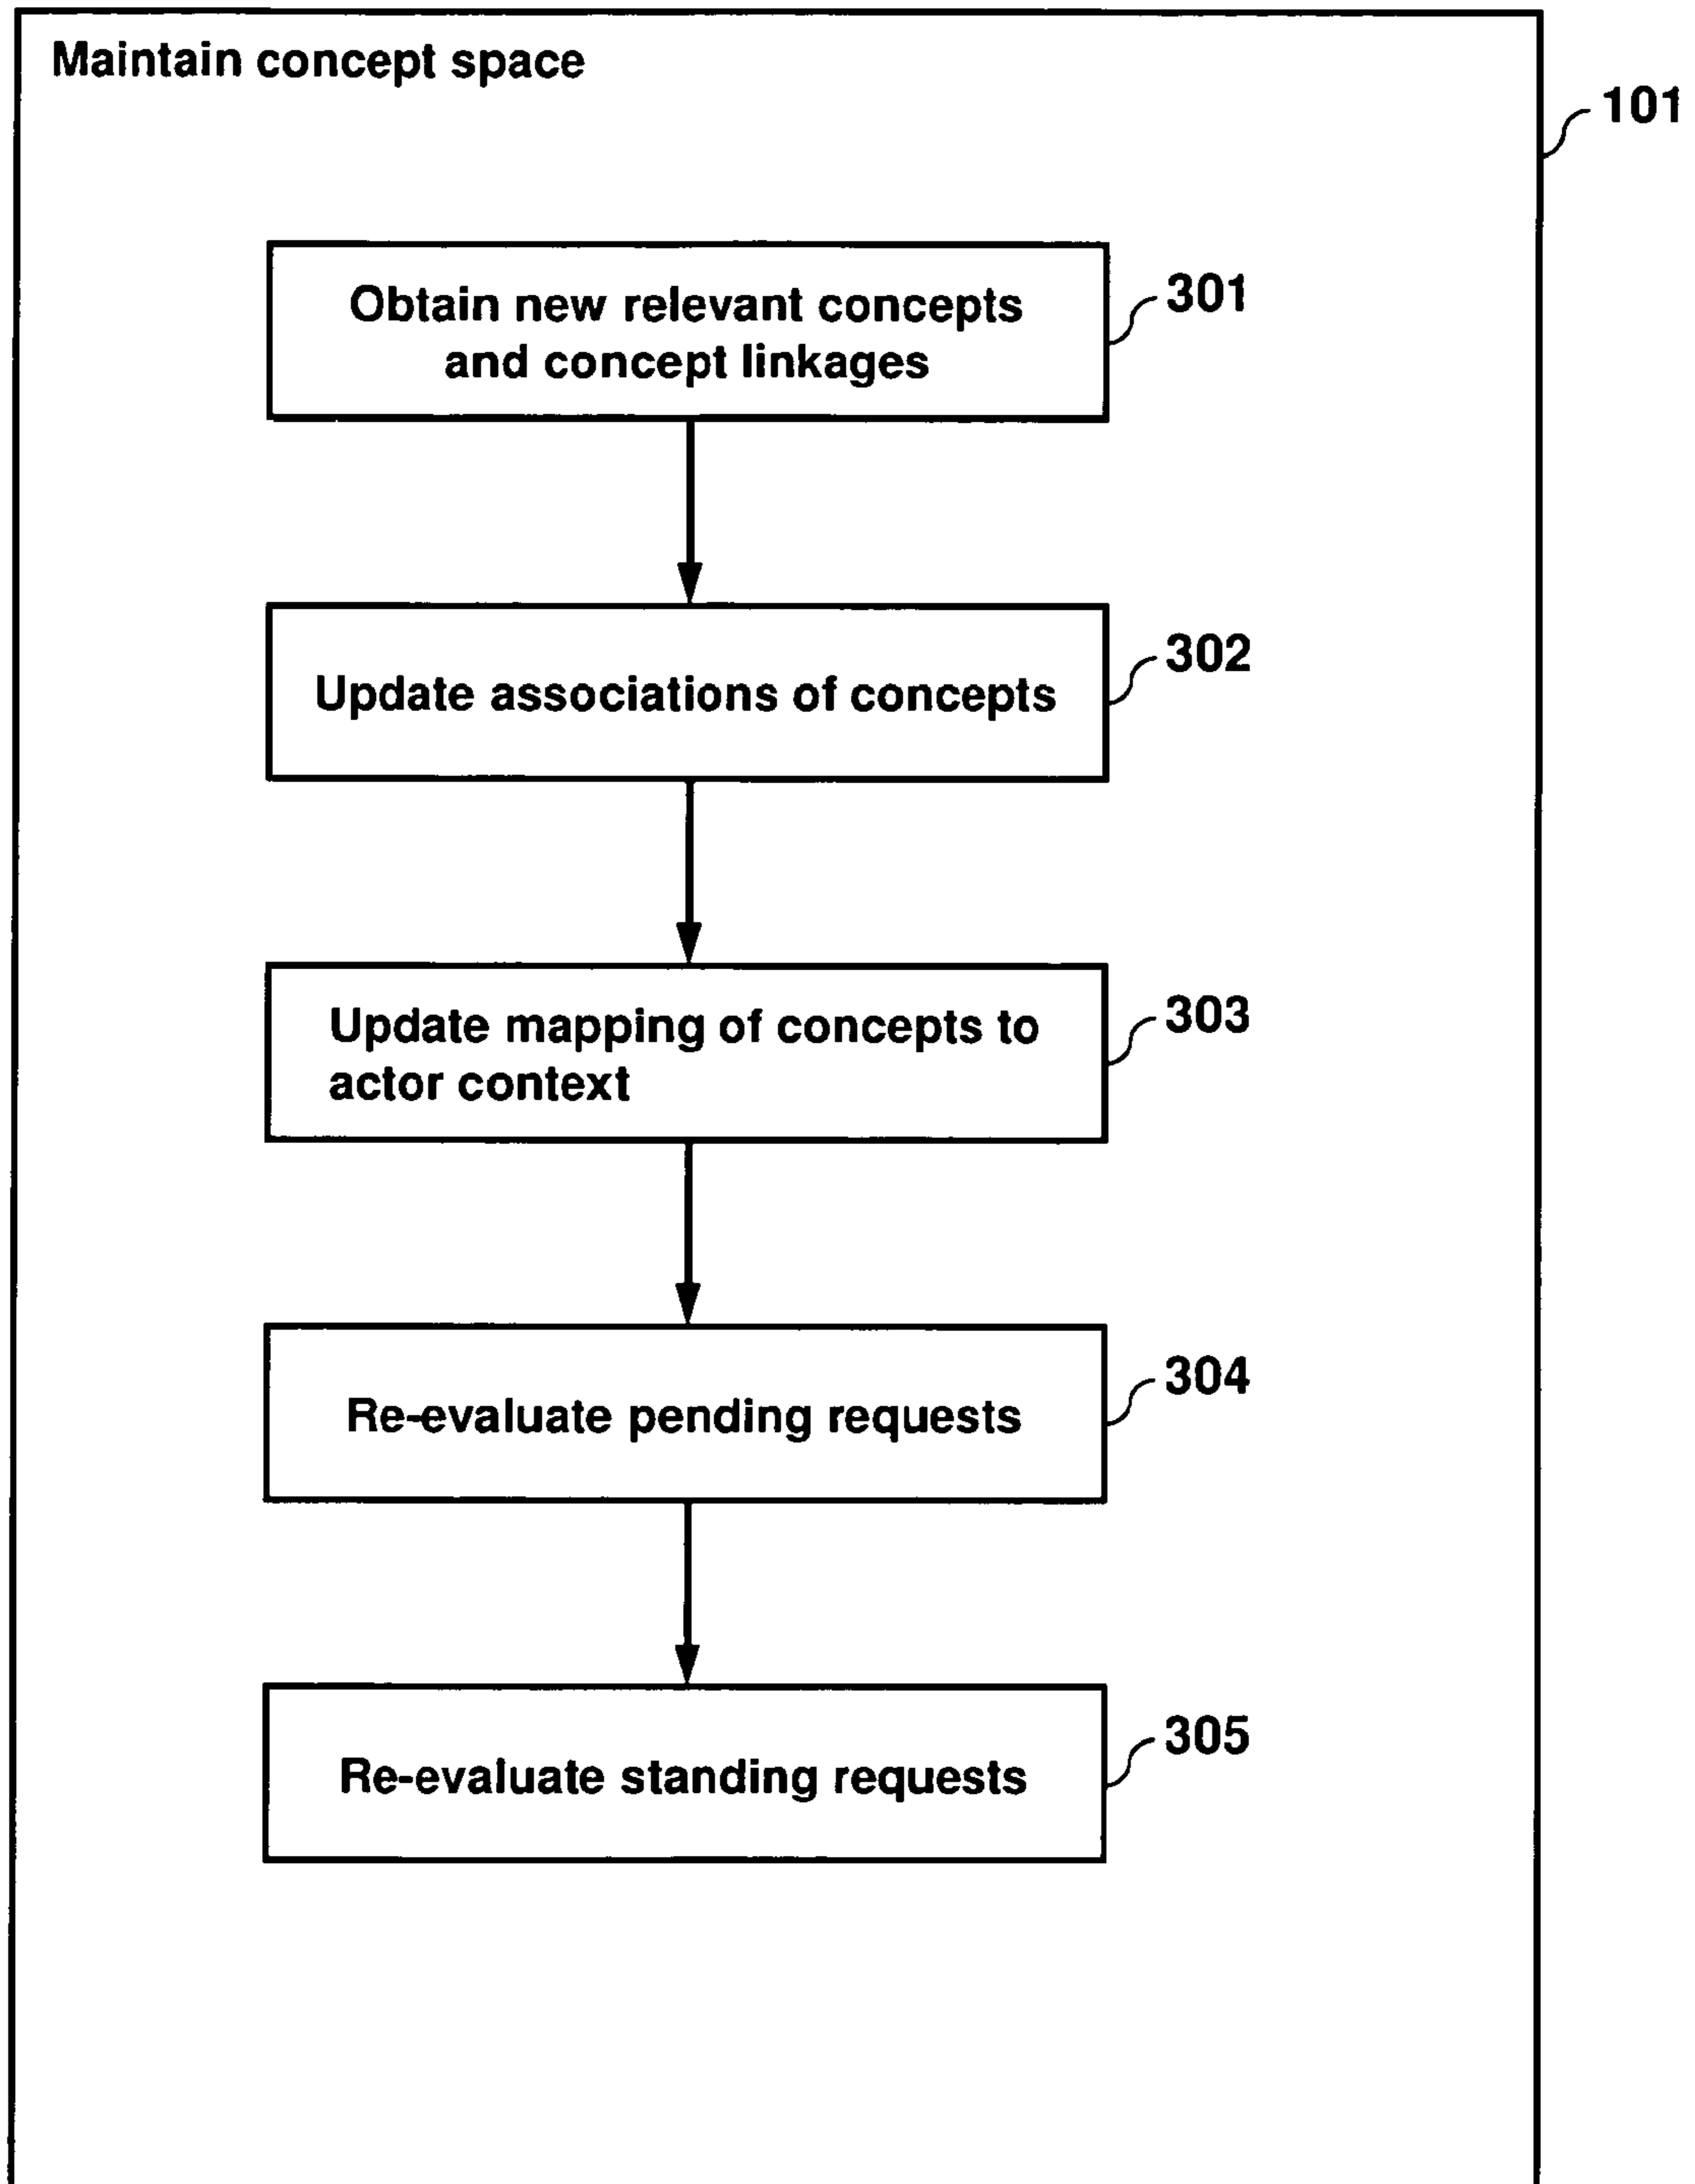 Maintain concept space
101
Obtain new relevant concepts
and concept linkages
301
Update associations of concepts
302
Update mapping of concepts to
actor context
303
Re-evaluate pending requests
304
Re-evaluate standing requests
305